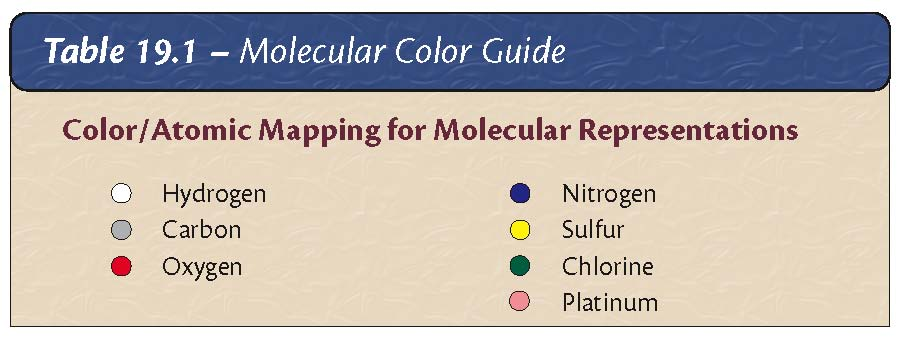 Table 19.1 – Molecular Color Guide
Color/Atomic Mapping for Molecular Representations
Hydrogen
Carbon
Oxygen
Nitrogen
Sulfur
Chlorine
Platinum